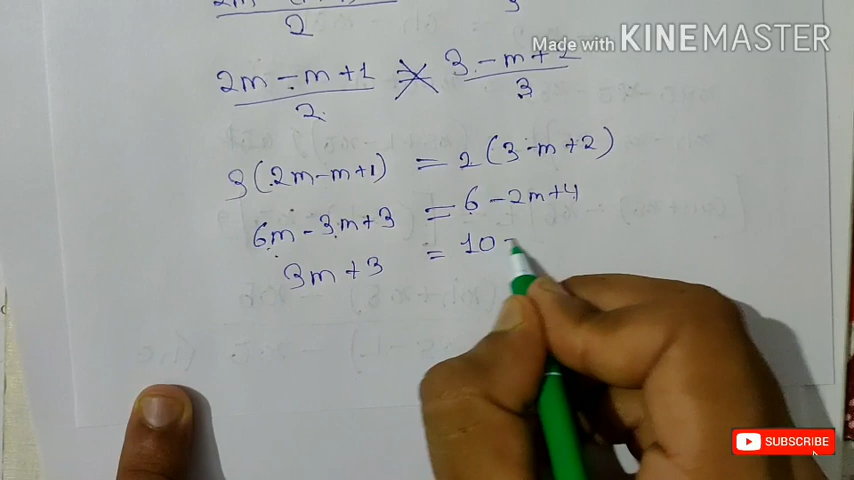 2
3
Made with KINEMASTER
2m - m + 1 = 3 - m + 2
2 3
3(2m-m+1) = 2(3-m+2)
6m - 3m+3 = 6 - 2m+4
3m + 3 = 10 -
SUBSCRIBE